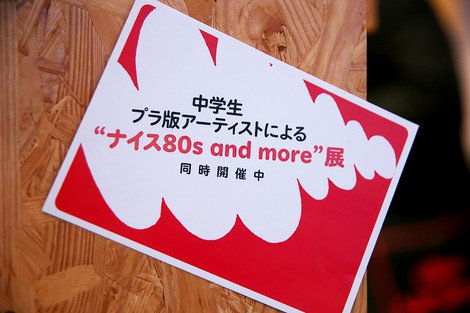 中学生
プラ版アーティストによる
“ナイス80s and more”展
同時開催中